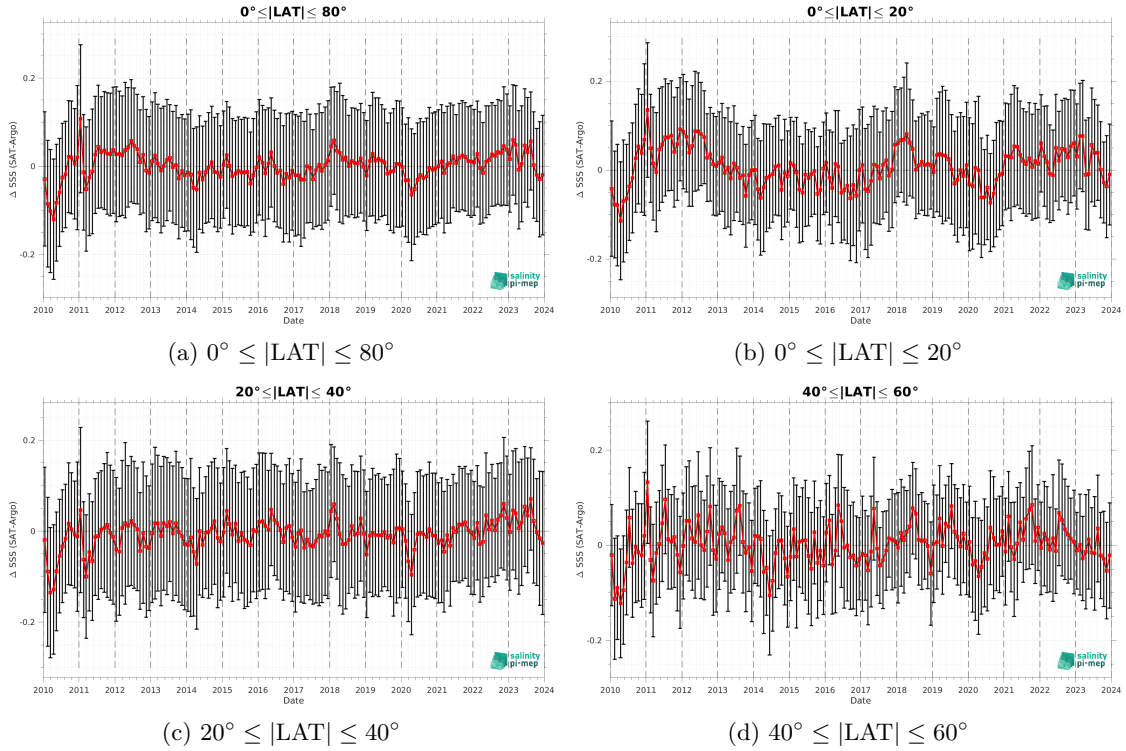 0°≤|LAT|≤ 80°
Δ SSS (SAT-Argo)
0.2
0
-0.2
2010 2011 2012 2013 2014 2015 2016 2017 2018 2019 2020 2021 2022 2023 2024
Date
salinity
pi-mep
(a) 0° ≤ |LAT| ≤ 80°
0°≤|LAT|≤ 20°
Δ SSS (SAT-Argo)
0.2
0
-0.2
2010 2011 2012 2013 2014 2015 2016 2017 2018 2019 2020 2021 2022 2023 2024
Date
salinity
pi-mep
(b) 0° ≤ |LAT| ≤ 20°
20°≤|LAT|≤ 40°
Δ SSS (SAT-Argo)
0.2
0
-0.2
2010 2011 2012 2013 2014 2015 2016 2017 2018 2019 2020 2021 2022 2023 2024
Date
salinity
pi-mep
(c) 20° ≤ |LAT| ≤ 40°
40°≤|LAT|≤ 60°
Δ SSS (SAT-Argo)
0.2
0
-0.2
2010 2011 2012 2013 2014 2015 2016 2017 2018 2019 2020 2021 2022 2023 2024
Date
salinity
pi-mep
(d) 40° ≤ |LAT| ≤ 60°